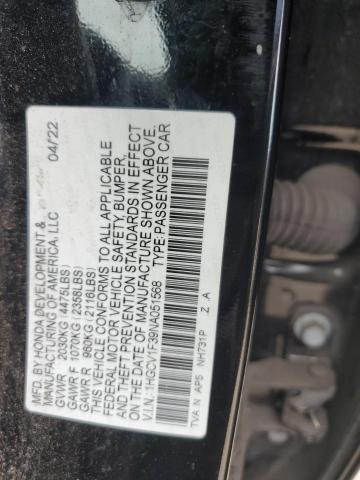 MFD. BY HONDA DEVELOPMENT &
MANUFACTURING OF AMERICA, LLC 04/22
GVWR 2030KG (4475LBS)
GAWR F 1070KG (2358LBS)
GAWR R 960KG (2116LBS)
THIS VEHICLE CONFORMS TO ALL APPLICABLE
FEDERAL MOTOR VEHICLE SAFETY, BUMPER,
AND THEFT PREVENTION STANDARDS IN EFFECT
ON THE DATE OF MANUFACTURE SHOWN ABOVE.
V.I.N.: 1HGCV1F39NA051568 TYPE:PASSENGER CAR
TVA N AP5 NH731P Z . A